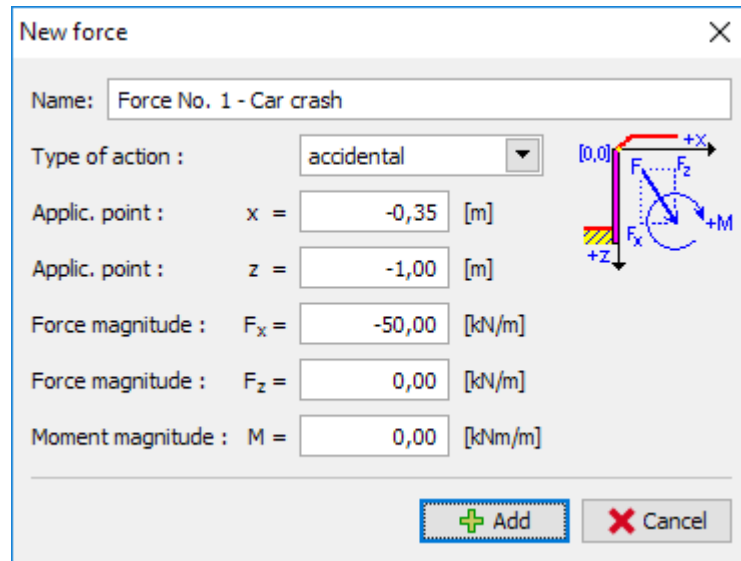 New force
Name: Force No. 1 - Car crash
Type of action : accidental
Applic. point : x = -0,35 [m]
Applic. point : z = -1,00 [m]
Force magnitude : Fx = -50,00 [kN/m]
Force magnitude : Fz = 0,00 [kN/m]
Moment magnitude : M = 0,00 [kNm/m]
[0,0] +X
F Fz
Fx +M
+Z
Add Cancel